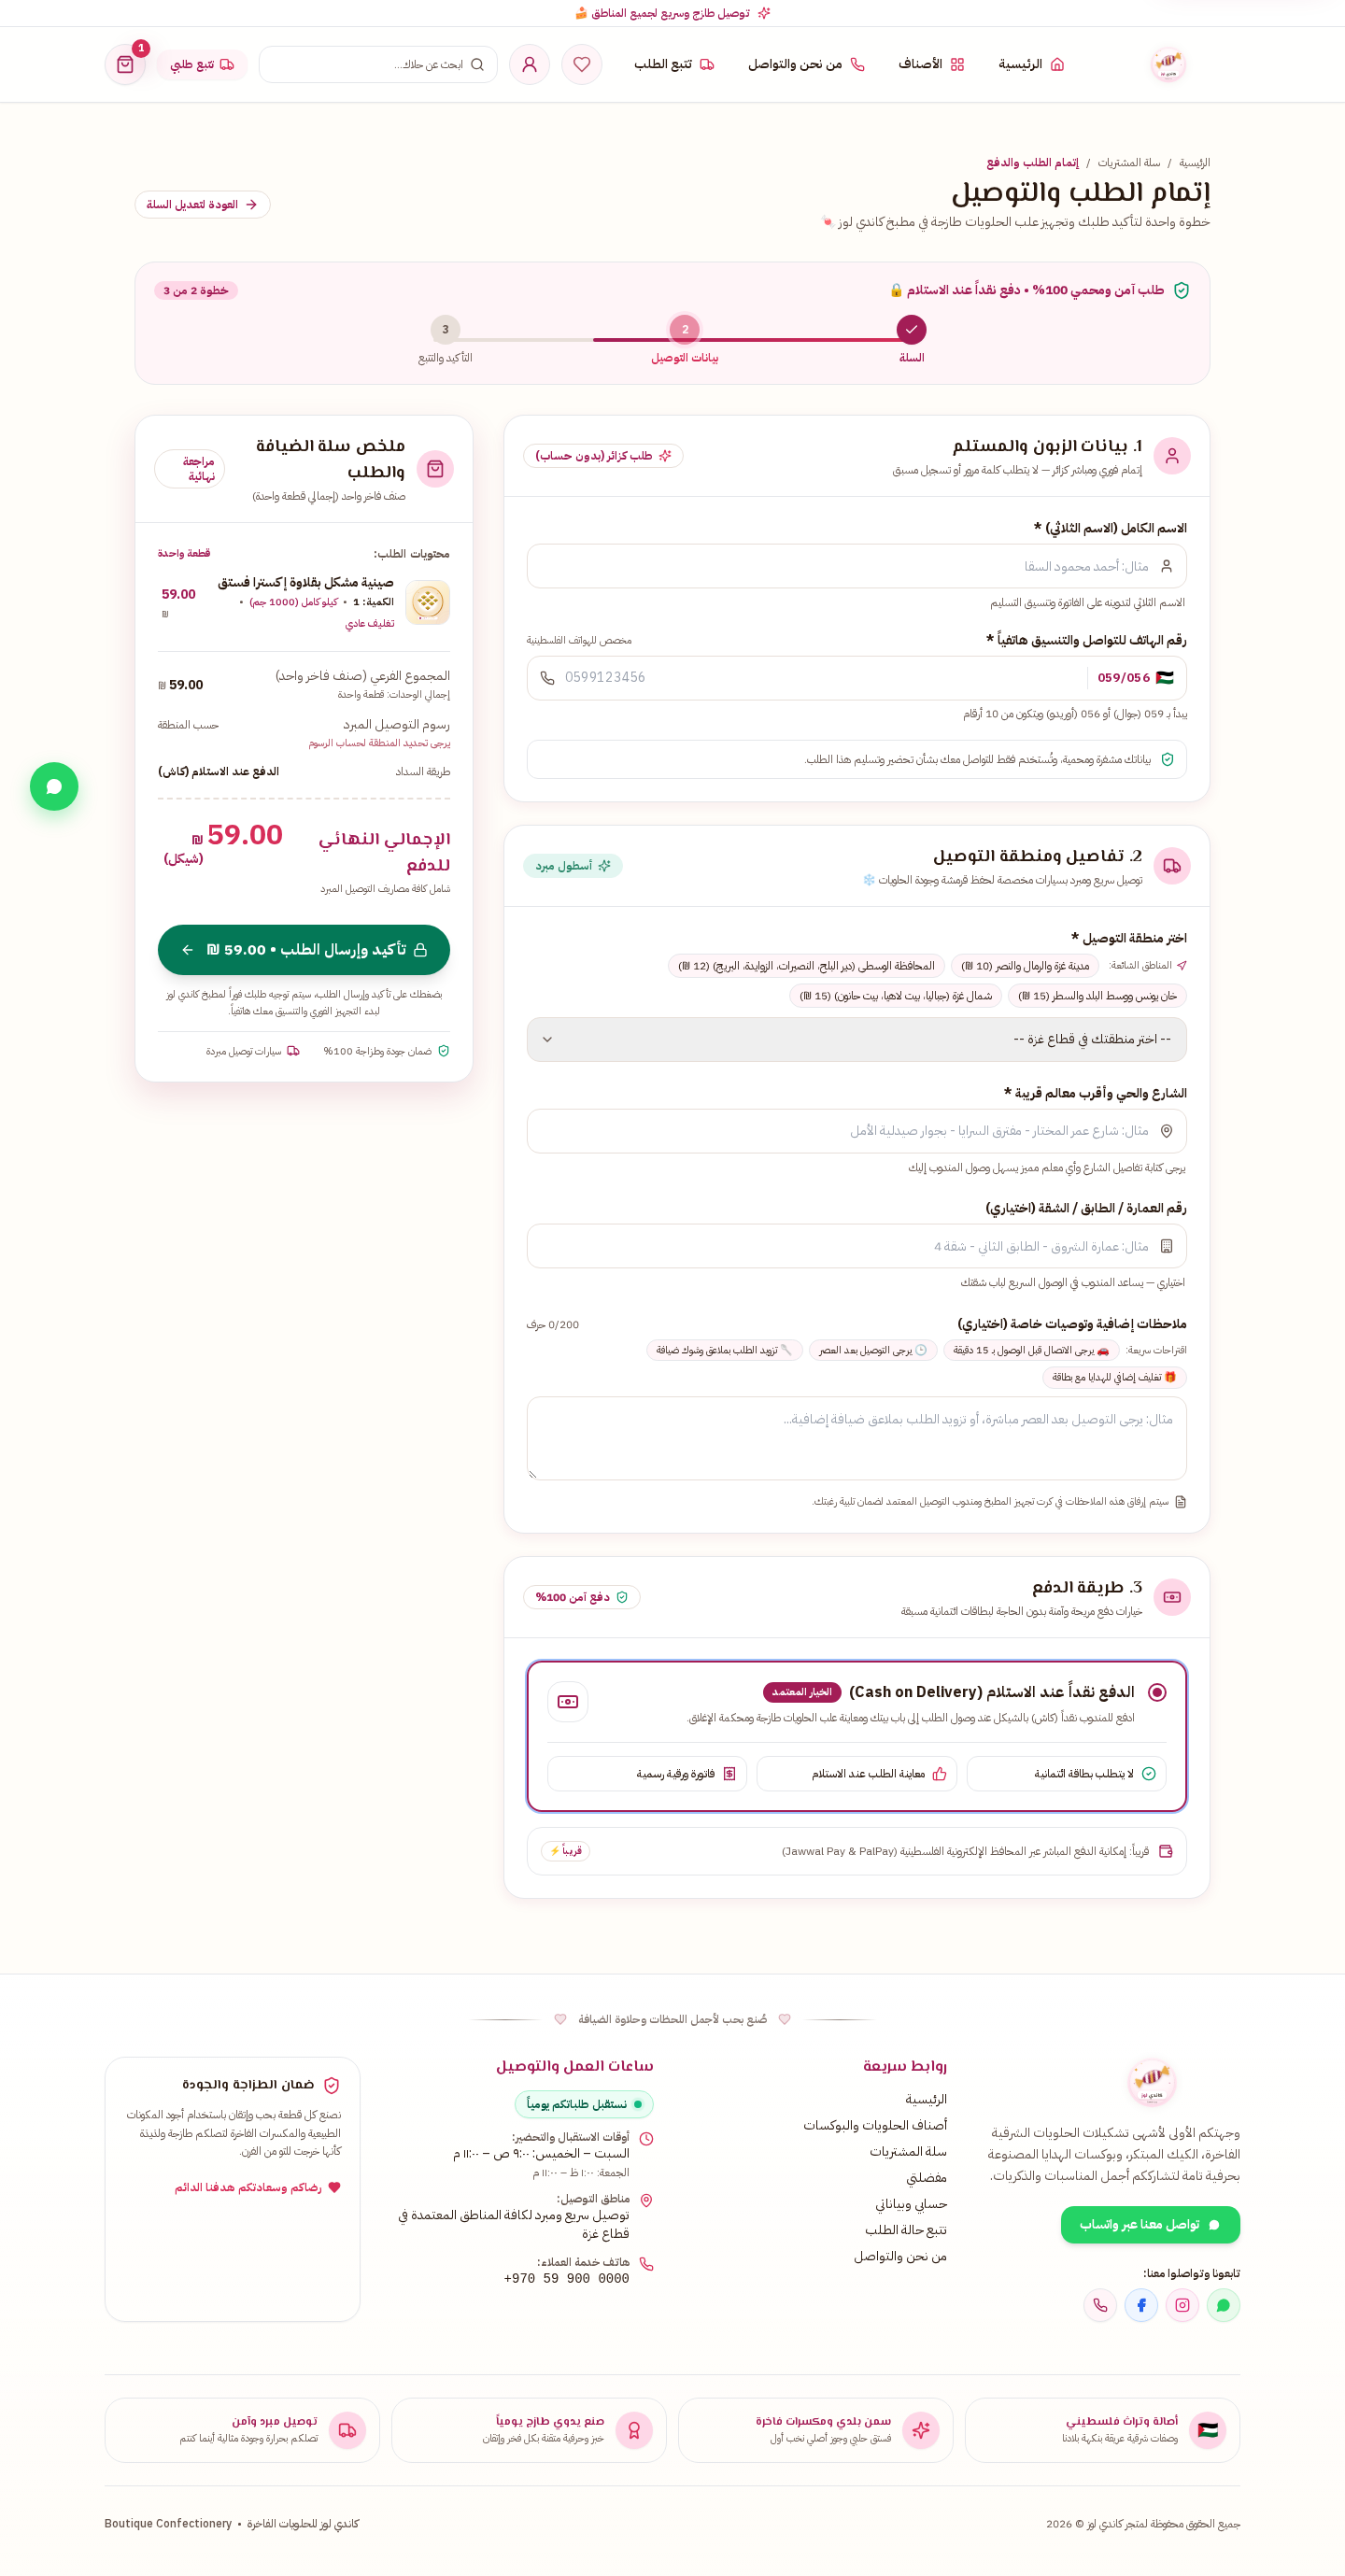 توصيل طازج وسريع لجميع المناطق 🍰
الرئيسية
الأصناف
من نحن والتواصل
تتبع الطلب
ابحث عن حلاك...
تتبع طلبي
1
الرئيسية / سلة المشتريات / إتمام الطلب والدفع
إتمام الطلب والتوصيل
خطوة واحدة لتأكيد طلبك وتجهيز علب الحلويات طازجة في مطبخ كاندي لوز 🍬
العودة لتعديل السلة
طلب آمن ومحمي 100% • دفع نقداً عند الاستلام 🔒
خطوة 2 من 3
السلة
2
بيانات التوصيل
3
التأكيد والتتبع
1. بيانات الزبون والمستلم
إتمام فوري ومباشر كزائر — لا يتطلب كلمة مرور أو تسجيل مسبق
طلب كزائر (بدون حساب)
الاسم الكامل (الاسم الثلاثي) *
مثال: أحمد محمود السقا
الاسم الثلاثي لتدوينه على الفاتورة وتنسيق التسليم
رقم الهاتف للتواصل والتنسيق هاتفياً *
مخصص للهواتف الفلسطينية
🇵🇸 059/056
0599123456
يبدأ بـ 059 (جوال) أو 056 (أوريدو) ويتكون من 10 أرقام
بياناتك مشفرة ومحمية، وتُستخدم فقط للتواصل معك بشأن تحضير وتسليم هذا الطلب.
2. تفاصيل ومنطقة التوصيل
توصيل سريع ومبرد بسيارات مخصصة لحفظ قرمشة وجودة الحلويات ❄️
أسطول مبرد
اختر منطقة التوصيل *
المناطق الشائعة:
مدينة غزة والرمال والنصر (10 ₪)
المحافظة الوسطى (دير البلح، النصيرات، الزوايدة، البريج) (12 ₪)
خان يونس ووسط البلد والسطر (15 ₪)
شمال غزة (جباليا، بيت لاهيا، بيت حانون) (15 ₪)
-- اختر منطقتك في قطاع غزة --
الشارع والحي وأقرب معالم قريبة *
مثال: شارع عمر المختار - مفترق السرايا - بجوار صيدلية الأمل
يرجى كتابة تفاصيل الشارع وأي معلم مميز يسهل وصول المندوب إليك
رقم العمارة / الطابق / الشقة (اختياري)
مثال: عمارة الشروق - الطابق الثاني - شقة 4
اختياري — يساعد المندوب في الوصول السريع لباب شقتك
ملاحظات إضافية وتوصيات خاصة (اختياري)
0/200 حرف
اقتراحات سريعة:
🚗 يرجى الاتصال قبل الوصول بـ 15 دقيقة
🕒 يرجى التوصيل بعد العصر
🥄 تزويد الطلب بملاعق وشوك ضيافة
🎁 تغليف إضافي للهدايا مع بطاقة
مثال: يرجى التوصيل بعد العصر مباشرة، أو تزويد الطلب بملاعق ضيافة إضافية...
سيتم إرفاق هذه الملاحظات في كرت تجهيز المطبخ ومندوب التوصيل المعتمد لضمان تلبية رغبتك.
3. طريقة الدفع
خيارات دفع مريحة وآمنة بدون الحاجة لبطاقات ائتمانية مسبقة
دفع آمن 100%
الدفع نقداً عند الاستلام (Cash on Delivery)
الخيار المعتمد
ادفع للمندوب نقداً (كاش) بالشيكل عند وصول الطلب إلى باب بيتك ومعاينة علب الحلويات طازجة ومحكمة الإغلاق.
لا يتطلب بطاقة ائتمانية
معاينة الطلب عند الاستلام
فاتورة ورقية رسمية
قريباً: إمكانية الدفع المباشر عبر المحافظ الإلكترونية الفلسطينية (Jawwal Pay & PalPay)
قريباً ⚡
ملخص سلة الضيافة
والطلب
صنف فاخر واحد (إجمالي قطعة واحدة)
مراجعة
نهائية
محتويات الطلب:
قطعة واحدة
صينية مشكل بقلاوة إكسترا فستق
الكمية: 1 • كيلو كامل (1000 جم) •
تغليف عادي
59.00
₪
المجموع الفرعي (صنف فاخر واحد)
إجمالي الوحدات: قطعة واحدة
59.00 ₪
رسوم التوصيل المبرد
يرجى تحديد المنطقة لحساب الرسوم
حسب المنطقة
طريقة السداد
الدفع عند الاستلام (كاش)
الإجمالي النهائي
للدفع
شامل كافة مصاريف التوصيل المبرد
59.00 ₪
(شيكل)
تأكيد وإرسال الطلب • 59.00 ₪
بضغطك على تأكيد وإرسال الطلب، سيتم توجيه طلبك فوراً لمطبخ كاندي لوز
لبدء التجهيز الفوري والتنسيق معك هاتفياً.
ضمان جودة وطزاجة 100%
سيارات توصيل مبردة
صُنع بحب لأجمل اللحظات وحلاوة الضيافة
وجهتكم الأولى لأشهى تشكيلات الحلويات الشرقية
الفاخرة، الكيك المبتكر، وبوكسات الهدايا المصنوعة
بحرفية تامة لتشارككم أجمل المناسبات والذكريات.
تواصل معنا عبر واتساب
تابعونا وتواصلوا معنا:
روابط سريعة
الرئيسية
أصناف الحلويات والبوكسات
سلة المشتريات
مفضلتي
حسابي وبياناتي
تتبع حالة الطلب
من نحن والتواصل
ساعات العمل والتوصيل
نستقبل طلباتكم يومياً
أوقات الاستقبال والتحضير:
السبت – الخميس: ٩:٠٠ ص – ١١:٠٠ م
الجمعة: ١:٠٠ ظ – ١١:٠٠ م
مناطق التوصيل:
توصيل سريع ومبرد لكافة المناطق المعتمدة في
قطاع غزة
هاتف خدمة العملاء:
+970 59 900 0000
ضمان الطزاجة والجودة
نصنع كل قطعة بحب وإتقان باستخدام أجود المكونات
الطبيعية والمكسرات الفاخرة لتصلكم طازجة ولذيذة
كأنها خرجت للتو من الفرن.
رضاكم وسعادتكم هدفنا الدائم
🇵🇸
أصالة وتراث فلسطيني
وصفات شرقية عريقة بنكهة بلادنا
سمن بلدي ومكسرات فاخرة
فستق حلبي وجوز أصلي نخب أول
صنع يدوي طازج يومياً
خبز وحرفية متقنة بكل فخر وإتقان
توصيل مبرد وآمن
تصلكم بحرارة وجودة مثالية أينما كنتم
جميع الحقوق محفوظة لمتجر كاندي لوز © 2026
كاندي لوز للحلويات الفاخرة • Boutique Confectionery